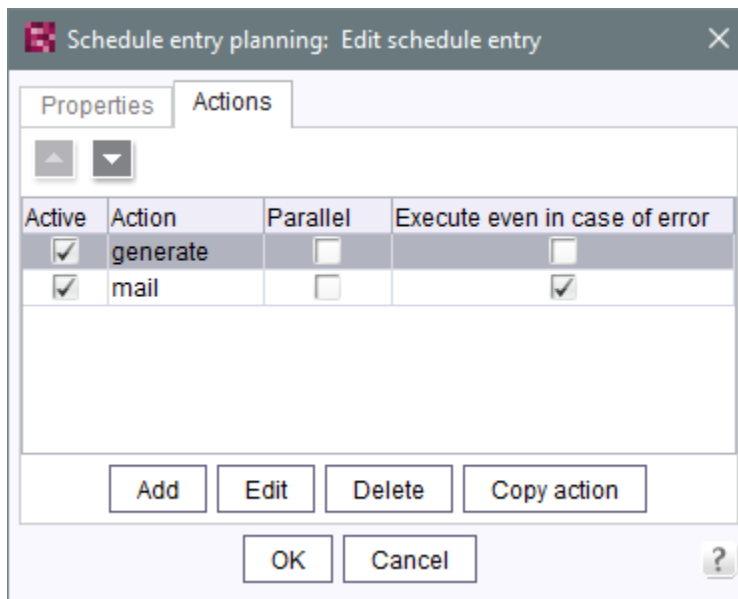 Schedule entry planning:  Edit schedule entry
Properties Actions
Active Action Parallel Execute even in case of error
generate
mail
Add Edit Delete Copy action
OK Cancel ?